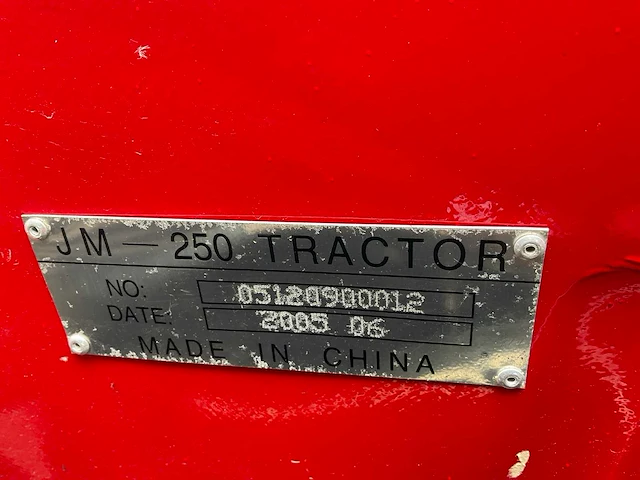 JM — 250 TRACTOR
NO: 05120900012
DATE: 2005 06
MADE IN CHINA